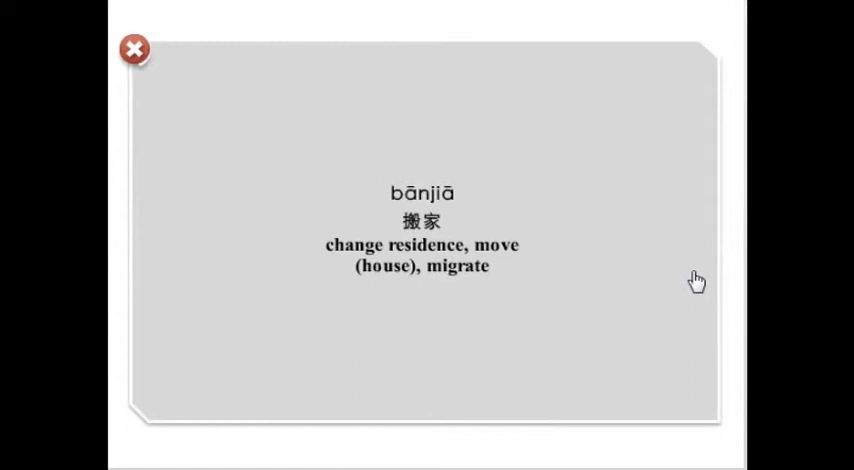 bānjiā
搬家
change residence, move
(house), migrate